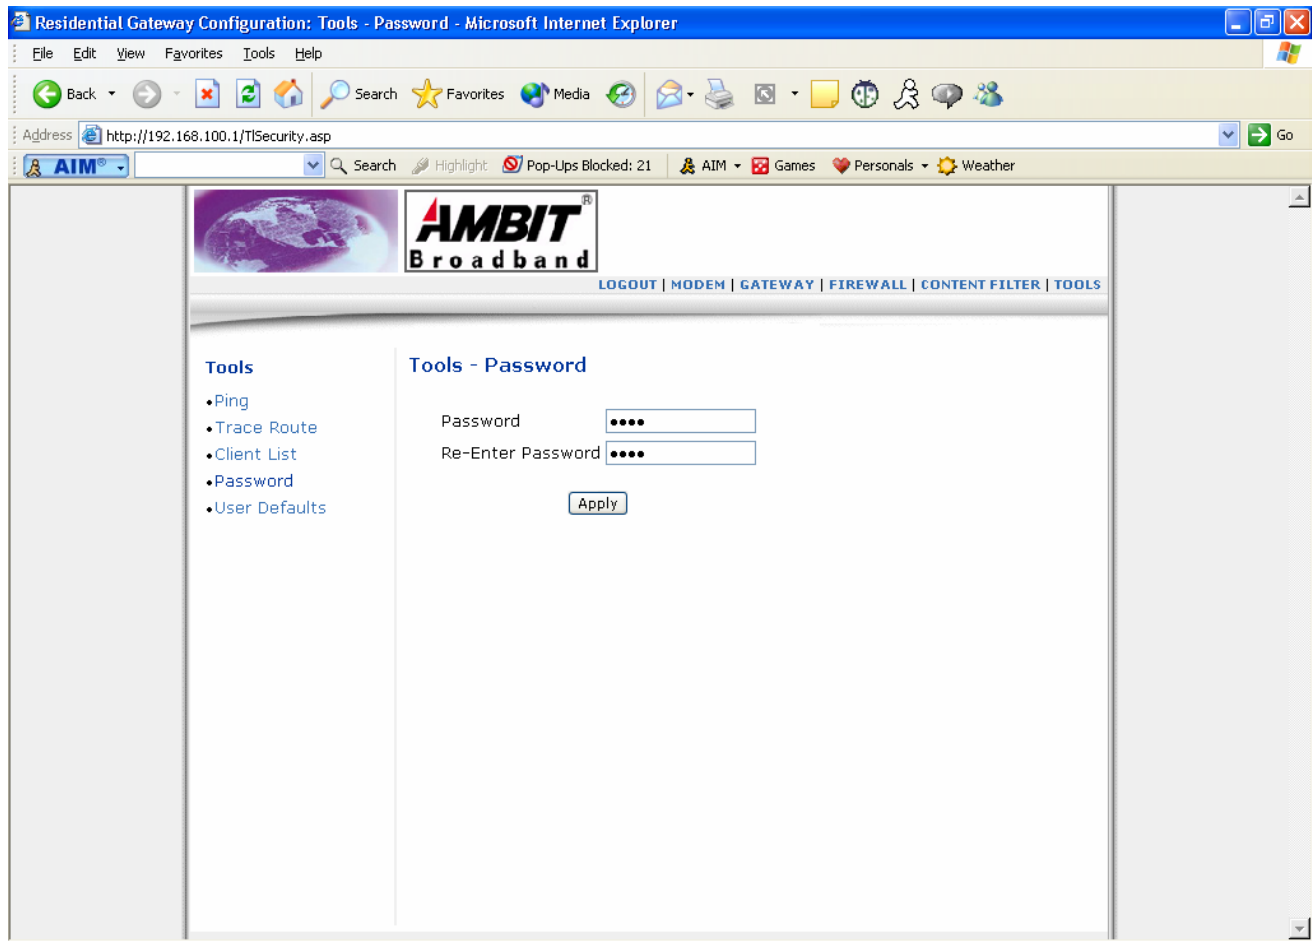 Residential Gateway Configuration: Tools - Password - Microsoft Internet Explorer
File Edit View Favorites Tools Help
Back Search Favorites Media
Address http://192.168.100.1/TlSecurity.asp Go
AIM® Search Highlight Pop-Ups Blocked: 21 AIM Games Personals Weather
AMBIT®
Broadband
LOGOUT | MODEM | GATEWAY | FIREWALL | CONTENT FILTER | TOOLS
Tools
•Ping
•Trace Route
•Client List
•Password
•User Defaults
Tools - Password
Password ••••
Re-Enter Password ••••
Apply